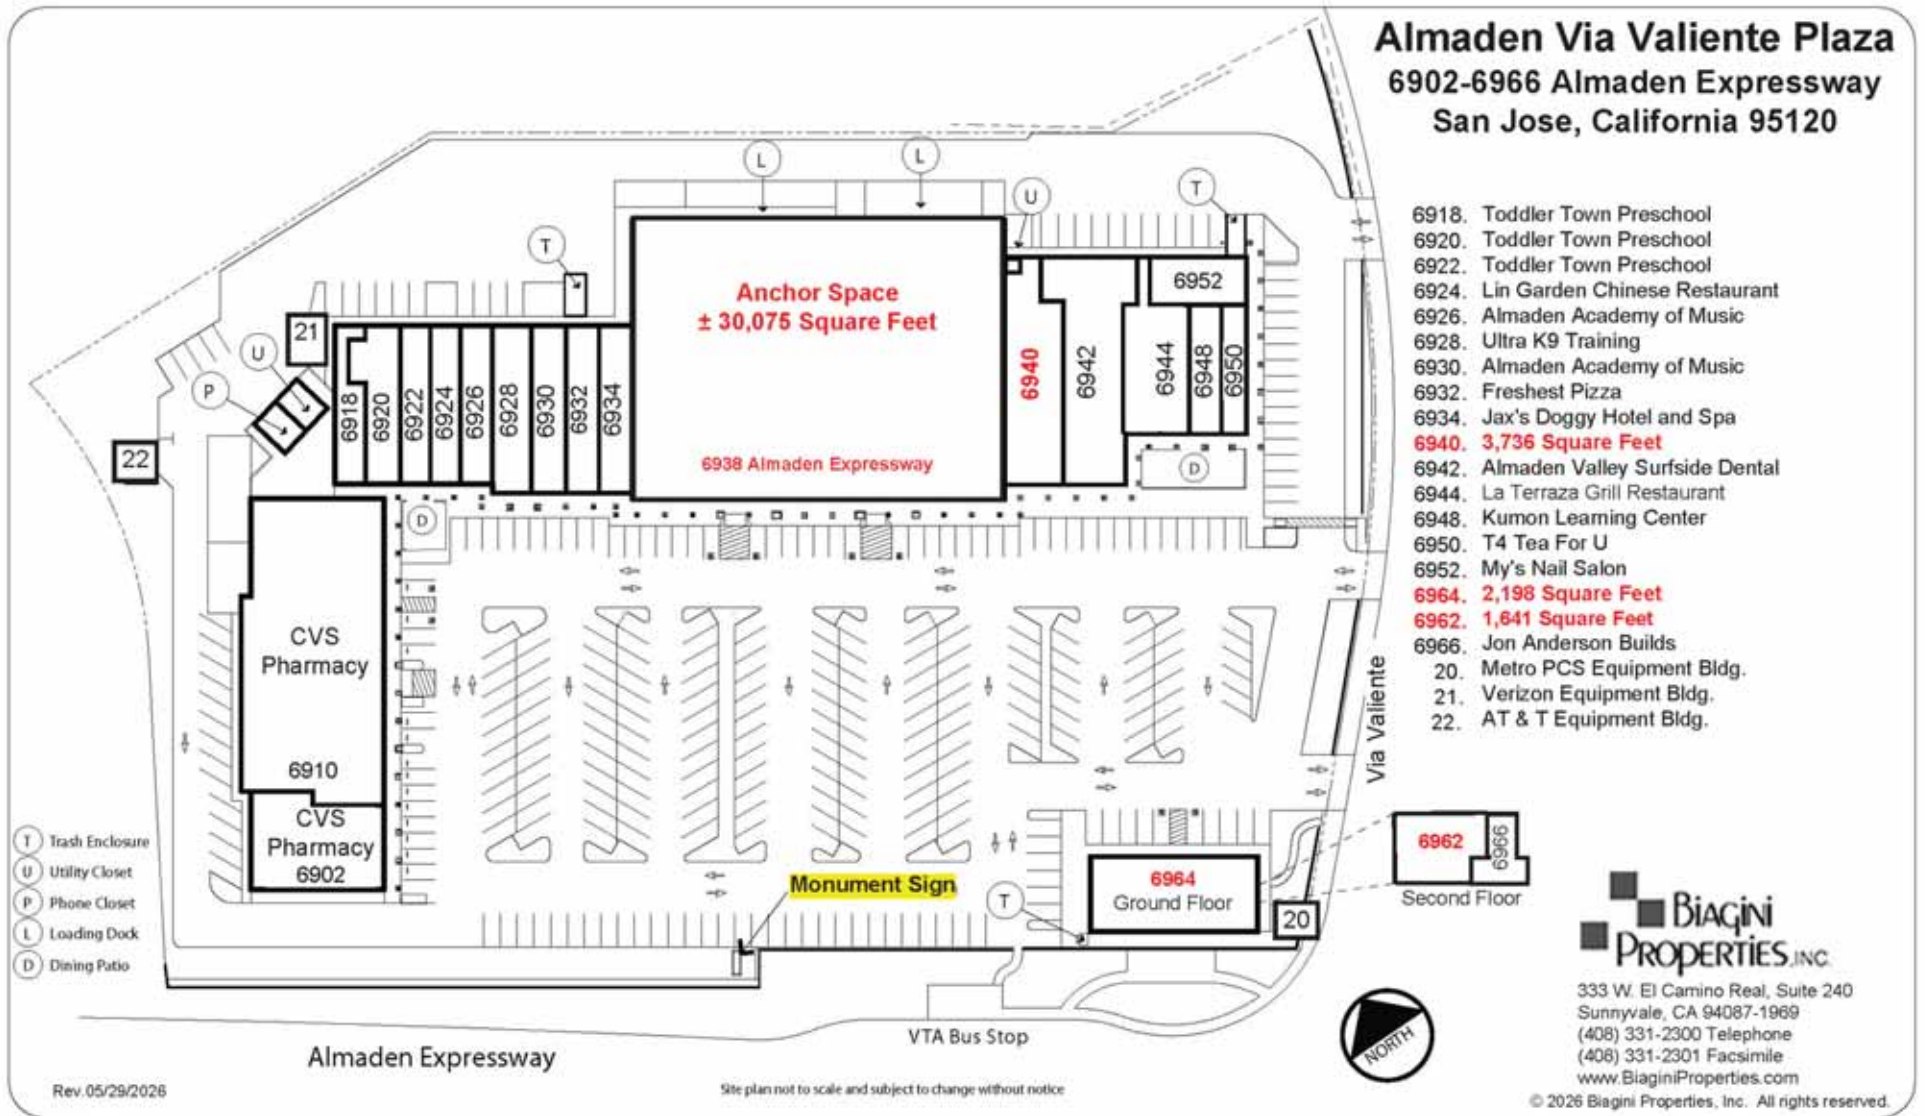 Almaden Via Valiente Plaza
6902-6966 Almaden Expressway
San Jose, California 95120
6918. Toddler Town Preschool
6920. Toddler Town Preschool
6922. Toddler Town Preschool
6924. Lin Garden Chinese Restaurant
6926. Almaden Academy of Music
6928. Ultra K9 Training
6930. Almaden Academy of Music
6932. Freshest Pizza
6934. Jax's Doggy Hotel and Spa
6940. 3,736 Square Feet
6942. Almaden Valley Surfside Dental
6944. La Terraza Grill Restaurant
6948. Kumon Learning Center
6950. T4 Tea For U
6952. My's Nail Salon
6964. 2,198 Square Feet
6962. 1,641 Square Feet
6966. Jon Anderson Builds
20. Metro PCS Equipment Bldg.
21. Verizon Equipment Bldg.
22. AT & T Equipment Bldg.
L
L
U
T
T
21
U
P
22
Anchor Space
± 30,075 Square Feet
6938 Almaden Expressway
6918
6920
6922
6924
6926
6928
6930
6932
6934
6940
6942
6944
6948
6950
6952
D
D
CVS
Pharmacy
6910
CVS
Pharmacy
6902
Via Valiente
Monument Sign
T
6964
Ground Floor
20
6962
6966
Second Floor
T Trash Enclosure
U Utility Closet
P Phone Closet
L Loading Dock
D Dining Patio
VTA Bus Stop
Almaden Expressway
NORTH
BIAGINI
PROPERTIES, INC.
333 W. El Camino Real, Suite 240
Sunnyvale, CA 94087-1969
(408) 331-2300 Telephone
(408) 331-2301 Facsimile
www.BiaginiProperties.com
© 2026 Biagini Properties, Inc. All rights reserved.
Rev.05/29/2026
Site plan not to scale and subject to change without notice